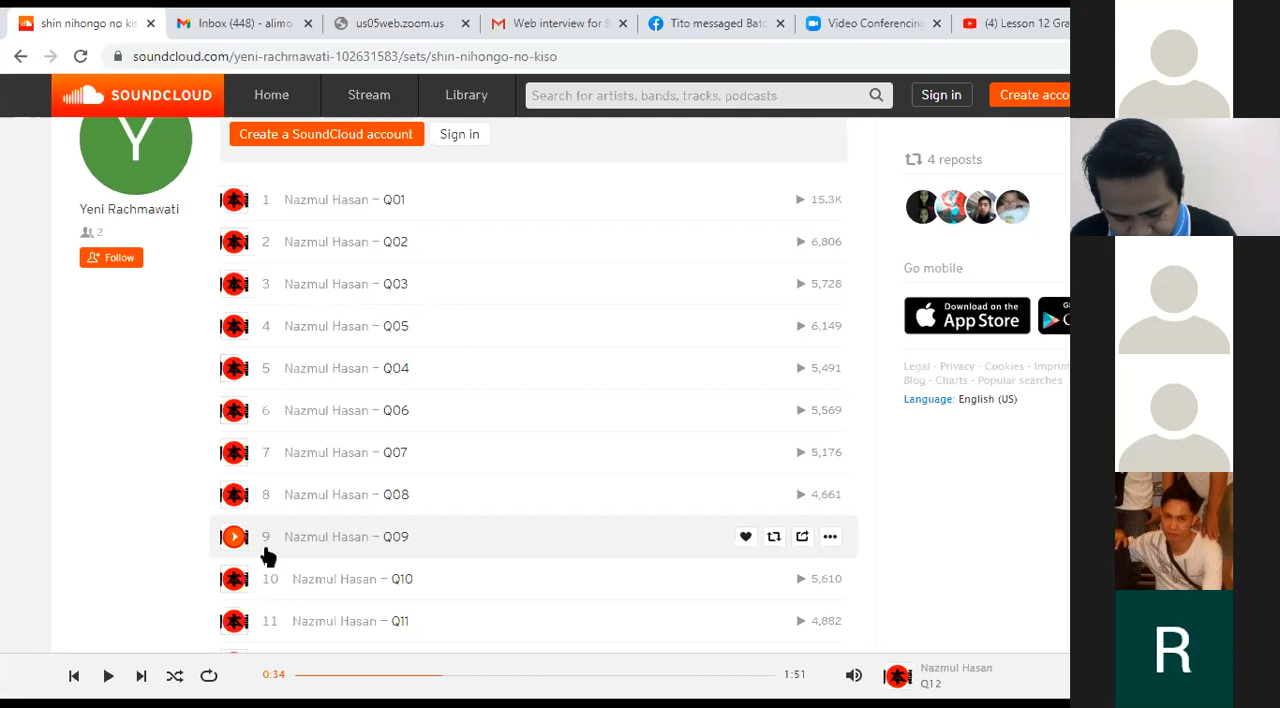 shin nihongo no kis
Inbox (448) - alimo
us05web.zoom.us
Web interview for S
Tito messaged Bato
Video Conferencing
(4) Lesson 12 Gra
soundcloud.com/yeni-rachmawati-102631583/sets/shin-nihongo-no-kiso
SOUNDCLOUD
Home
Stream
Library
Search for artists, bands, tracks, podcasts
Sign in
Create acco
Y
Create a SoundCloud account
Sign in
Yeni Rachmawati
2
Follow
1 Nazmul Hasan – Q01 15.3K
2 Nazmul Hasan – Q02 6,806
3 Nazmul Hasan – Q03 5,728
4 Nazmul Hasan – Q05 6,149
5 Nazmul Hasan – Q04 5,491
6 Nazmul Hasan – Q06 5,569
7 Nazmul Hasan – Q07 5,176
8 Nazmul Hasan – Q08 4,661
9 Nazmul Hasan – Q09
10 Nazmul Hasan – Q10 5,610
11 Nazmul Hasan – Q11 4,882
4 reposts
Go mobile
Download on the
App Store
Legal - Privacy - Cookies - Imprint
Blog - Charts - Popular searches
Language: English (US)
0:34
1:51
Nazmul Hasan
Q12
R